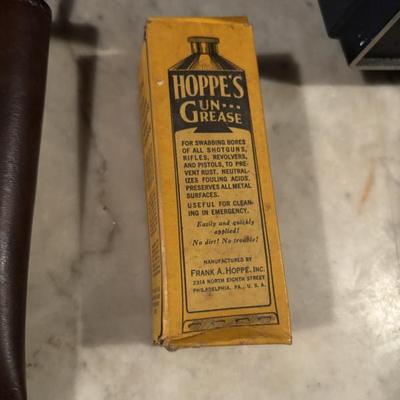 HOPPE'S
GUN...
GREASE
FOR SWABBING BORES
OF ALL SHOTGUNS,
RIFLES, REVOLVERS,
AND PISTOLS, TO PRE-
VENT RUST. NEUTRAL-
IZES FOULING ACIDS.
PRESERVES ALL METAL
SURFACES.
USEFUL FOR CLEAN-
ING IN EMERGENCY.
Easily and quickly
applied!
No dirt! No trouble!
MANUFACTURED BY
FRANK A. HOPPE, INC.
2314 NORTH EIGHTH STREET
PHILADELPHIA, PA., U. S. A.